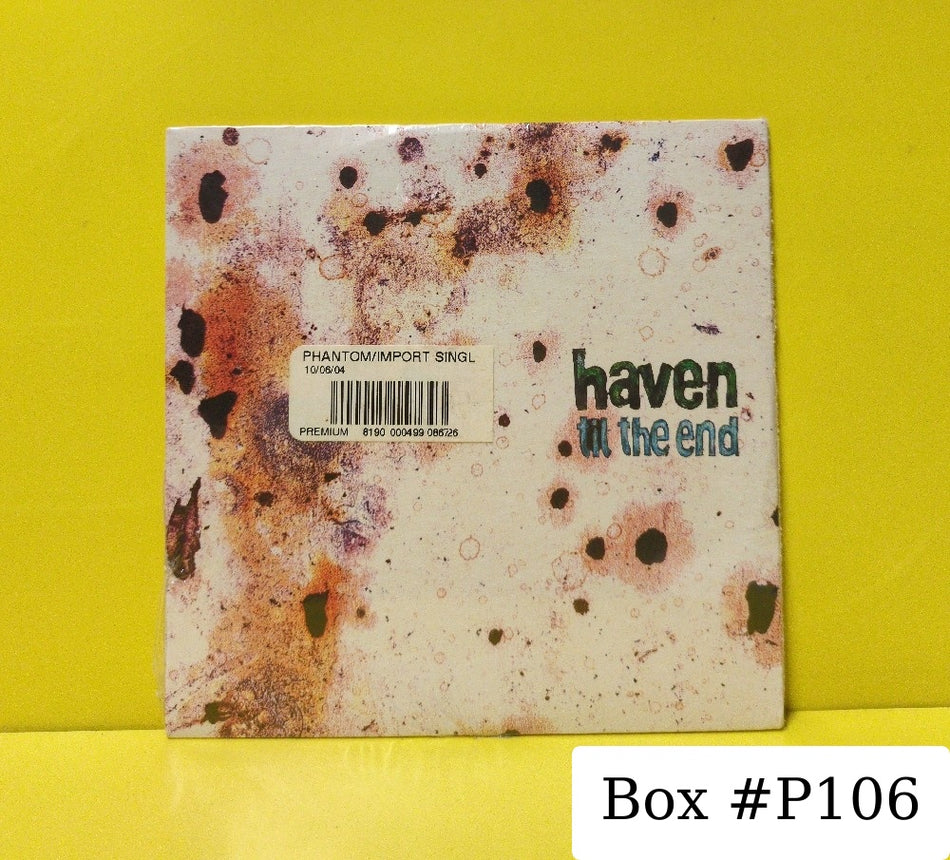 PHANTOM/IMPORT SINGL
10/06/04
PREMIUM 8190 000499 086726
haven
til the end
Box #P106